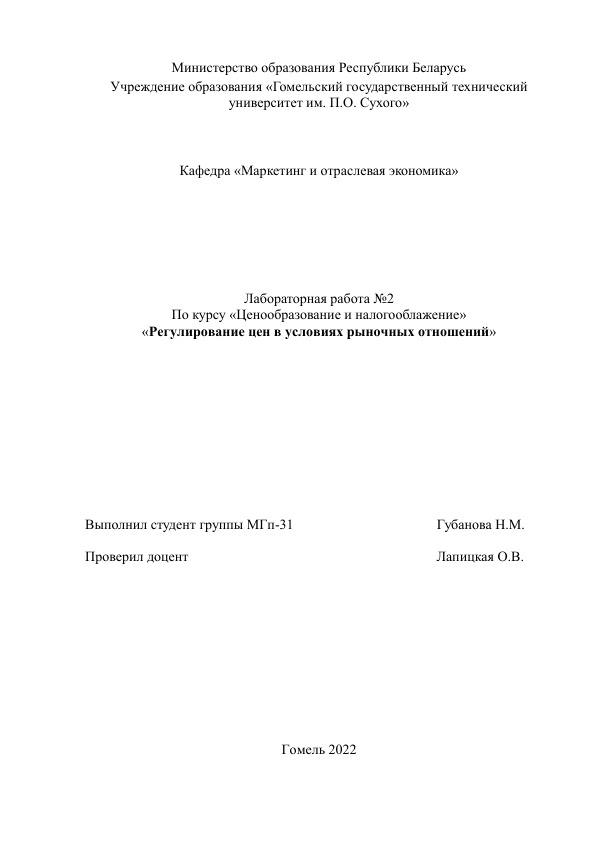 Министерство образования Республики Беларусь
Учреждение образования «Гомельский государственный технический
университет им. П.О. Сухого»
Кафедра «Маркетинг и отраслевая экономика»
Лабораторная работа №2
По курсу «Ценообразование и налогооблажение»
«Регулирование цен в условиях рыночных отношений»
Выполнил студент группы МГп-31 Губанова Н.М.
Проверил доцент Лапицкая О.В.
Гомель 2022